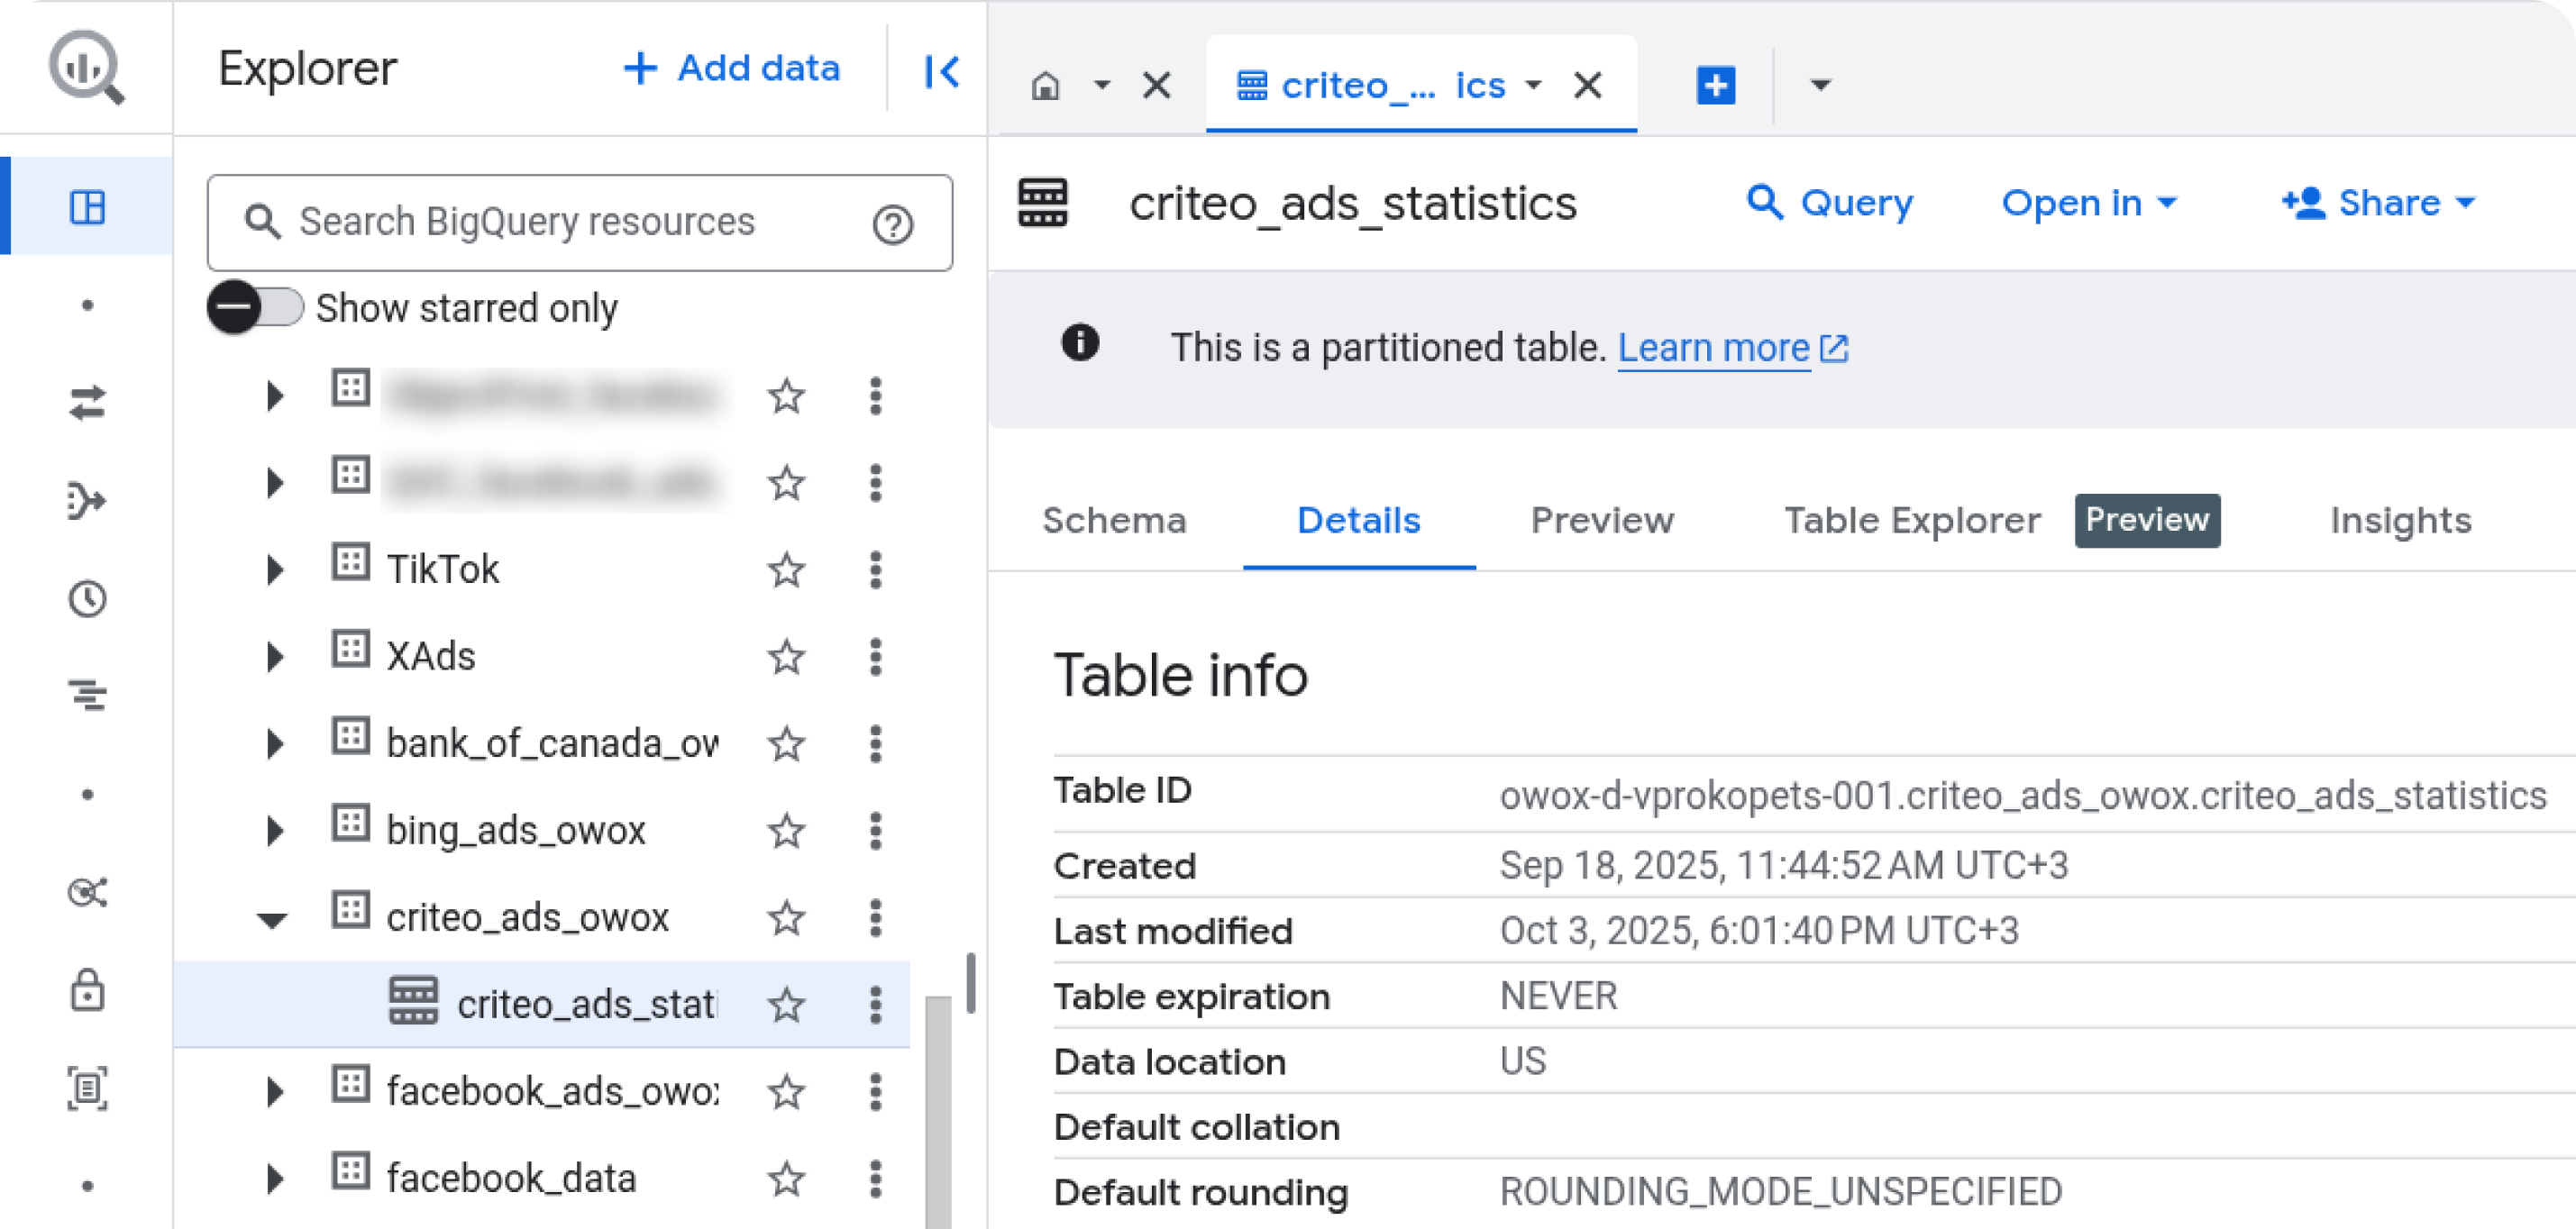 Explorer
+ Add data
criteo_... ics
Search BigQuery resources
Show starred only
TikTok
XAds
bank_of_canada_ow
bing_ads_owox
criteo_ads_owox
criteo_ads_stati
facebook_ads_owox
facebook_data
criteo_ads_statistics
Query
Open in
Share
This is a partitioned table. Learn more
Schema
Details
Preview
Table Explorer
Preview
Insights
Table info
Table ID owox-d-vprokopets-001.criteo_ads_owox.criteo_ads_statistics
Created Sep 18, 2025, 11:44:52 AM UTC+3
Last modified Oct 3, 2025, 6:01:40 PM UTC+3
Table expiration NEVER
Data location US
Default collation
Default rounding ROUNDING_MODE_UNSPECIFIED